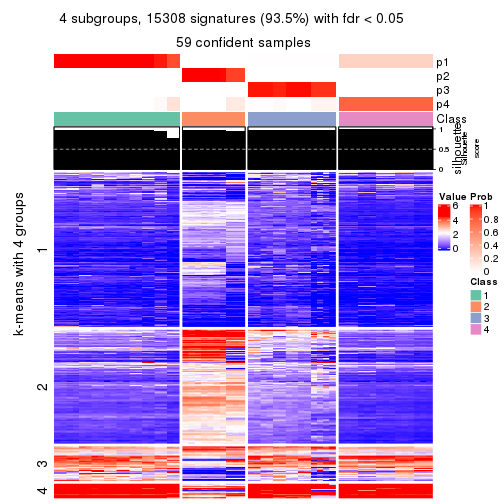 4 subgroups, 15308 signatures (93.5%) with fdr < 0.05
59 confident samples
p1
p2
p3
p4
Class
silhouette
Silhouette
score
1
0.5
0
k-means with 4 groups
1
2
3
4
Value
6
4
2
0
Prob
1
0.8
0.6
0.4
0.2
0
Class
1
2
3
4